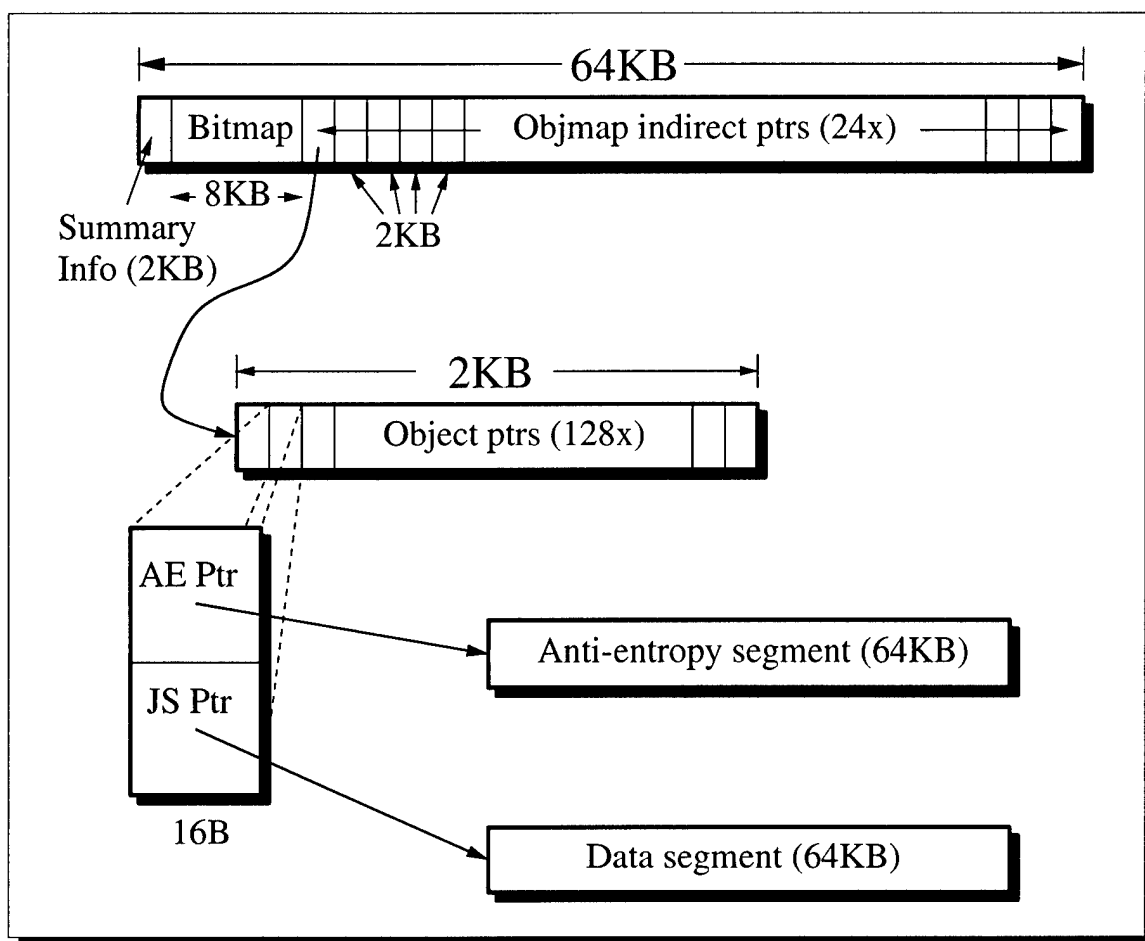 64KB
Bitmap
Objmap indirect ptrs (24x)
8KB
2KB
Summary
Info (2KB)
2KB
Object ptrs (128x)
AE Ptr
Anti-entropy segment (64KB)
JS Ptr
16B
Data segment (64KB)